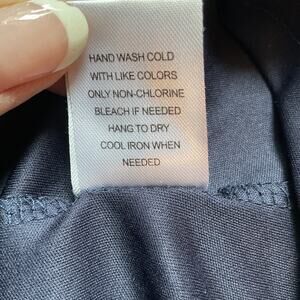 HAND WASH COLD
WITH LIKE COLORS
ONLY NON-CHLORINE
BLEACH IF NEEDED
HANG TO DRY
COOL IRON WHEN
NEEDED